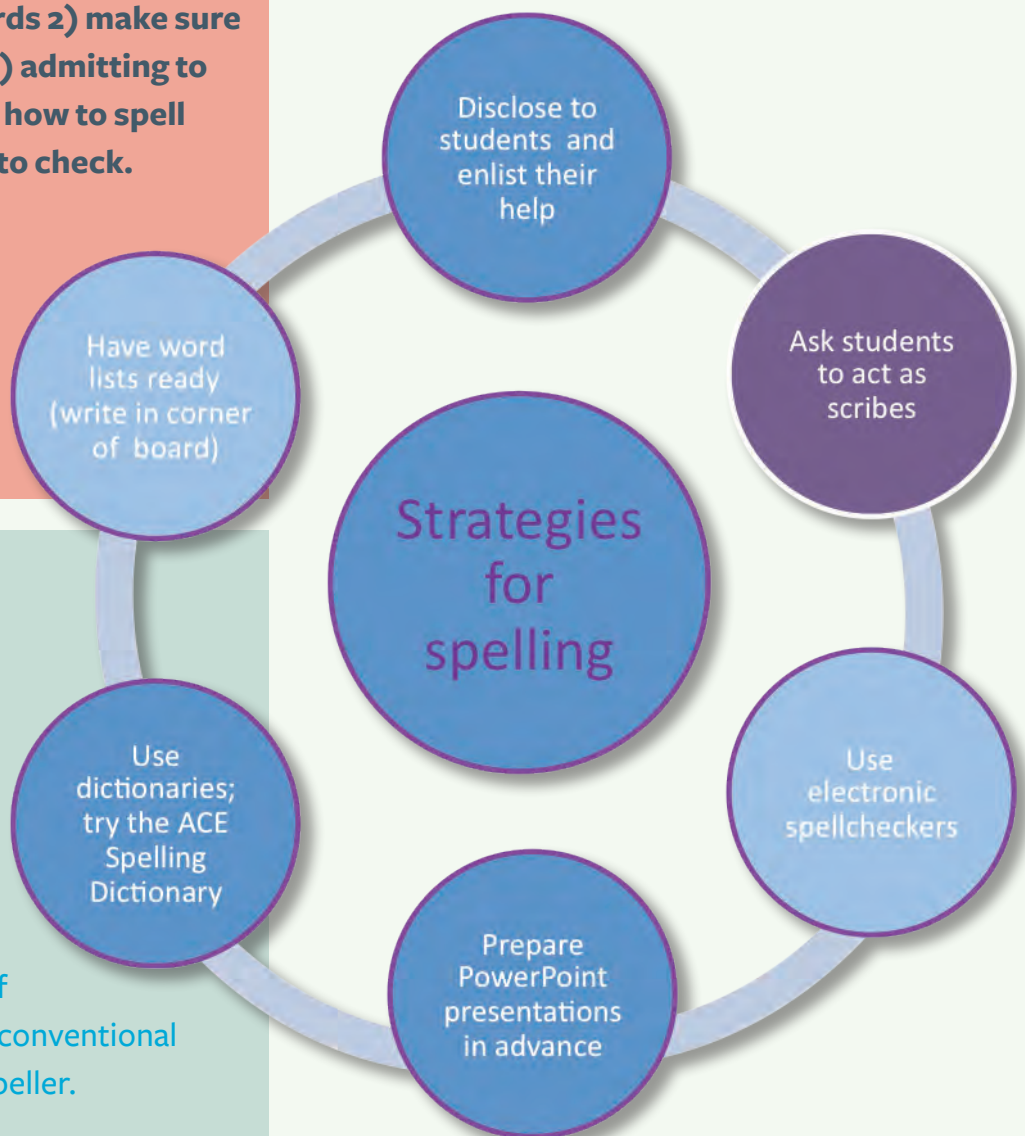 rds 2) make sure
) admitting to
how to spell
to check.
Disclose to
students and
enlist their
help
Ask students
to act as
scribes
Use
electronic
spellcheckers
Prepare
PowerPoint
presentations
in advance
Use
dictionaries;
try the ACE
Spelling
Dictionary
Have word
lists ready
(write in corner
of board)
Strategies
for
spelling
f
conventional
peller.